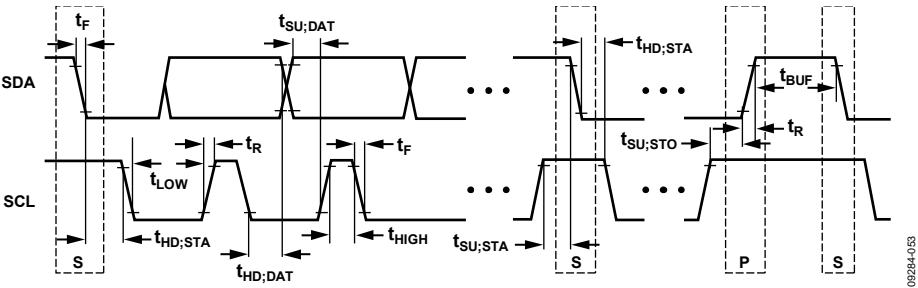 tF
tSU;DAT
tHD;STA
SDA
tBUF
tR
tF
tSU;STO
tR
tLOW
SCL
tHD;STA
tHIGH
tSU;STA
S
tHD;DAT
S
P
S
09284-053